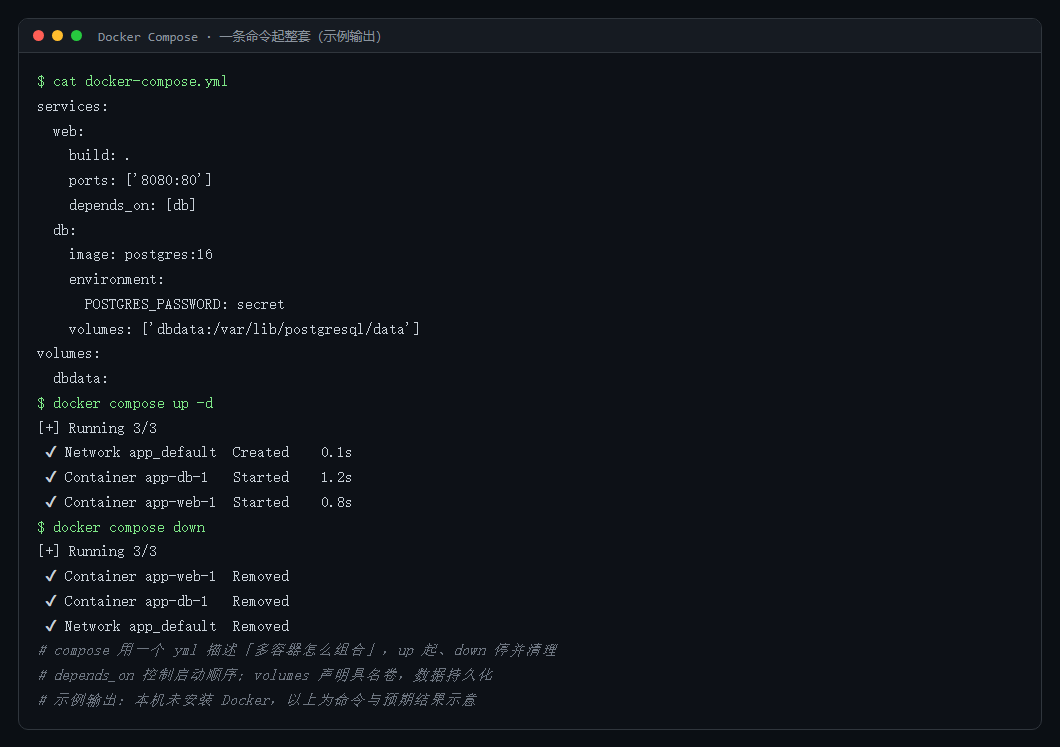 Docker Compose · 一条命令起整套（示例输出）
$ cat docker-compose.yml
services:
  web:
    build: .
    ports: ['8080:80']
    depends_on: [db]
  db:
    image: postgres:16
    environment:
      POSTGRES_PASSWORD: secret
    volumes: ['dbdata:/var/lib/postgresql/data']
volumes:
  dbdata:
$ docker compose up -d
[+] Running 3/3
 ✔ Network app_default  Created    0.1s
 ✔ Container app-db-1   Started    1.2s
 ✔ Container app-web-1  Started    0.8s
$ docker compose down
[+] Running 3/3
 ✔ Container app-web-1  Removed
 ✔ Container app-db-1   Removed
 ✔ Network app_default  Removed
# compose 用一个 yml 描述「多容器怎么组合」，up 起、down 停并清理
# depends_on 控制启动顺序; volumes 声明具名卷，数据持久化
# 示例输出: 本机未安装 Docker，以上为命令与预期结果示意